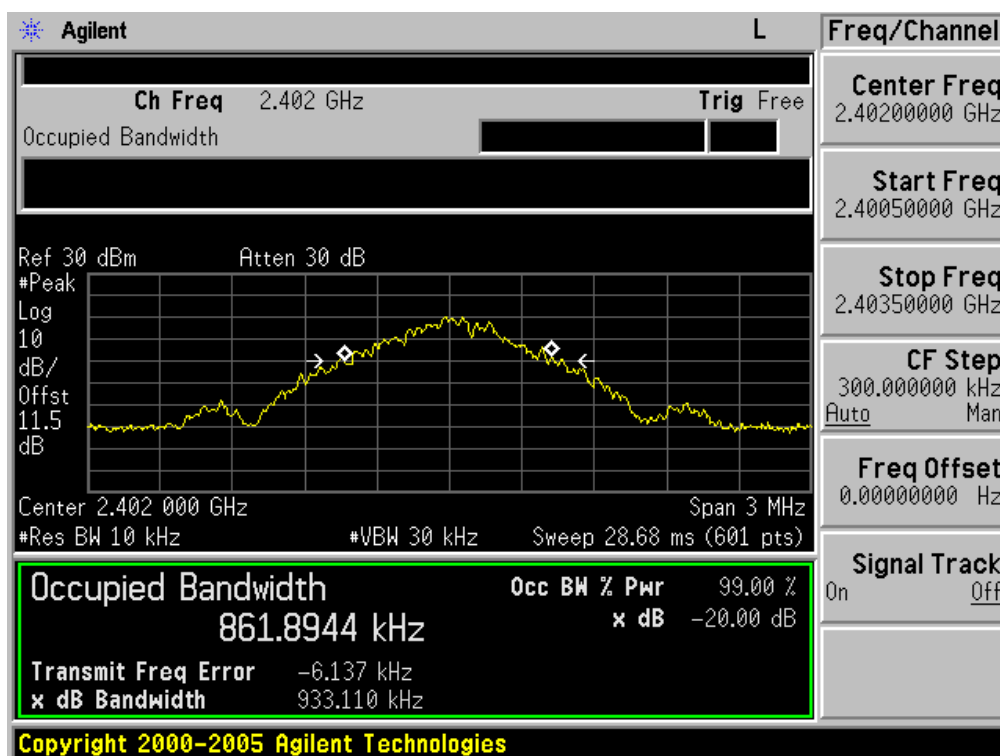 Agilent L Freq/Channel
Ch Freq 2.402 GHz Trig Free
Occupied Bandwidth
Center Freq
2.40200000 GHz
Start Freq
2.40050000 GHz
Stop Freq
2.40350000 GHz
CF Step
300.000000 kHz
Auto Man
Freq Offset
0.00000000 Hz
Signal Track
On Off
Ref 30 dBm Atten 30 dB
#Peak
Log
10
dB/
Offst
11.5
dB
Center 2.402 000 GHz Span 3 MHz
#Res BW 10 kHz #VBW 30 kHz Sweep 28.68 ms (601 pts)
Occupied Bandwidth Occ BW % Pwr 99.00 %
861.8944 kHz x dB -20.00 dB
Transmit Freq Error -6.137 kHz
x dB Bandwidth 933.110 kHz
Copyright 2000-2005 Agilent Technologies